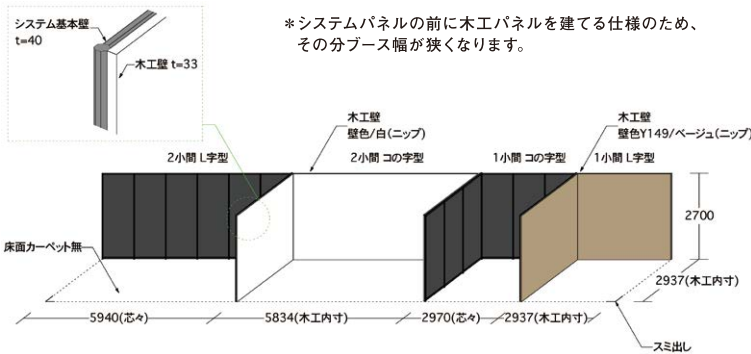 システム基本壁
t=40
木工壁 t=33
＊システムパネルの前に木工パネルを建てる仕様のため、
その分ブース幅が狭くなります。
木工壁
壁色/白(ニップ)
木工壁
壁色Y149/ベージュ(ニップ)
2小間 L字型
2小間 コの字型
1小間 コの字型
1小間 L字型
2700
床面カーペット無
2937(木工内寸)
5940(芯々)
5834(木工内寸)
2970(芯々)
2937(木工内寸)
スミ出し